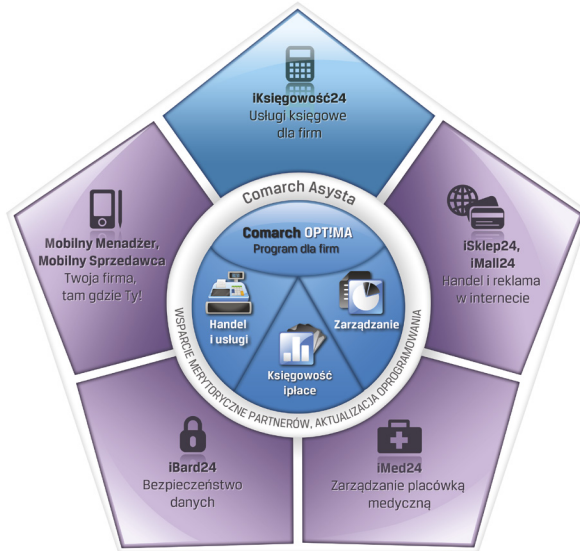 iKsięgowość24
Usługi księgowe
dla firm
Mobilny Menadżer,
Mobilny Sprzedawca
Twoja firma,
tam gdzie Ty!
iSklep24,
iMall24
Handel i reklama
w internecie
Comarch Asysta
Comarch OPT!MA
Program dla firm
Handel
i usługi
Zarządzanie
Księgowość
ipłace
WSPARCIE MERYTORYCZNE PARTNERÓW, AKTUALIZACJA OPROGRAMOWANIA
iBard24
Bezpieczeństwo
danych
iMed24
Zarządzanie placówką
medyczną